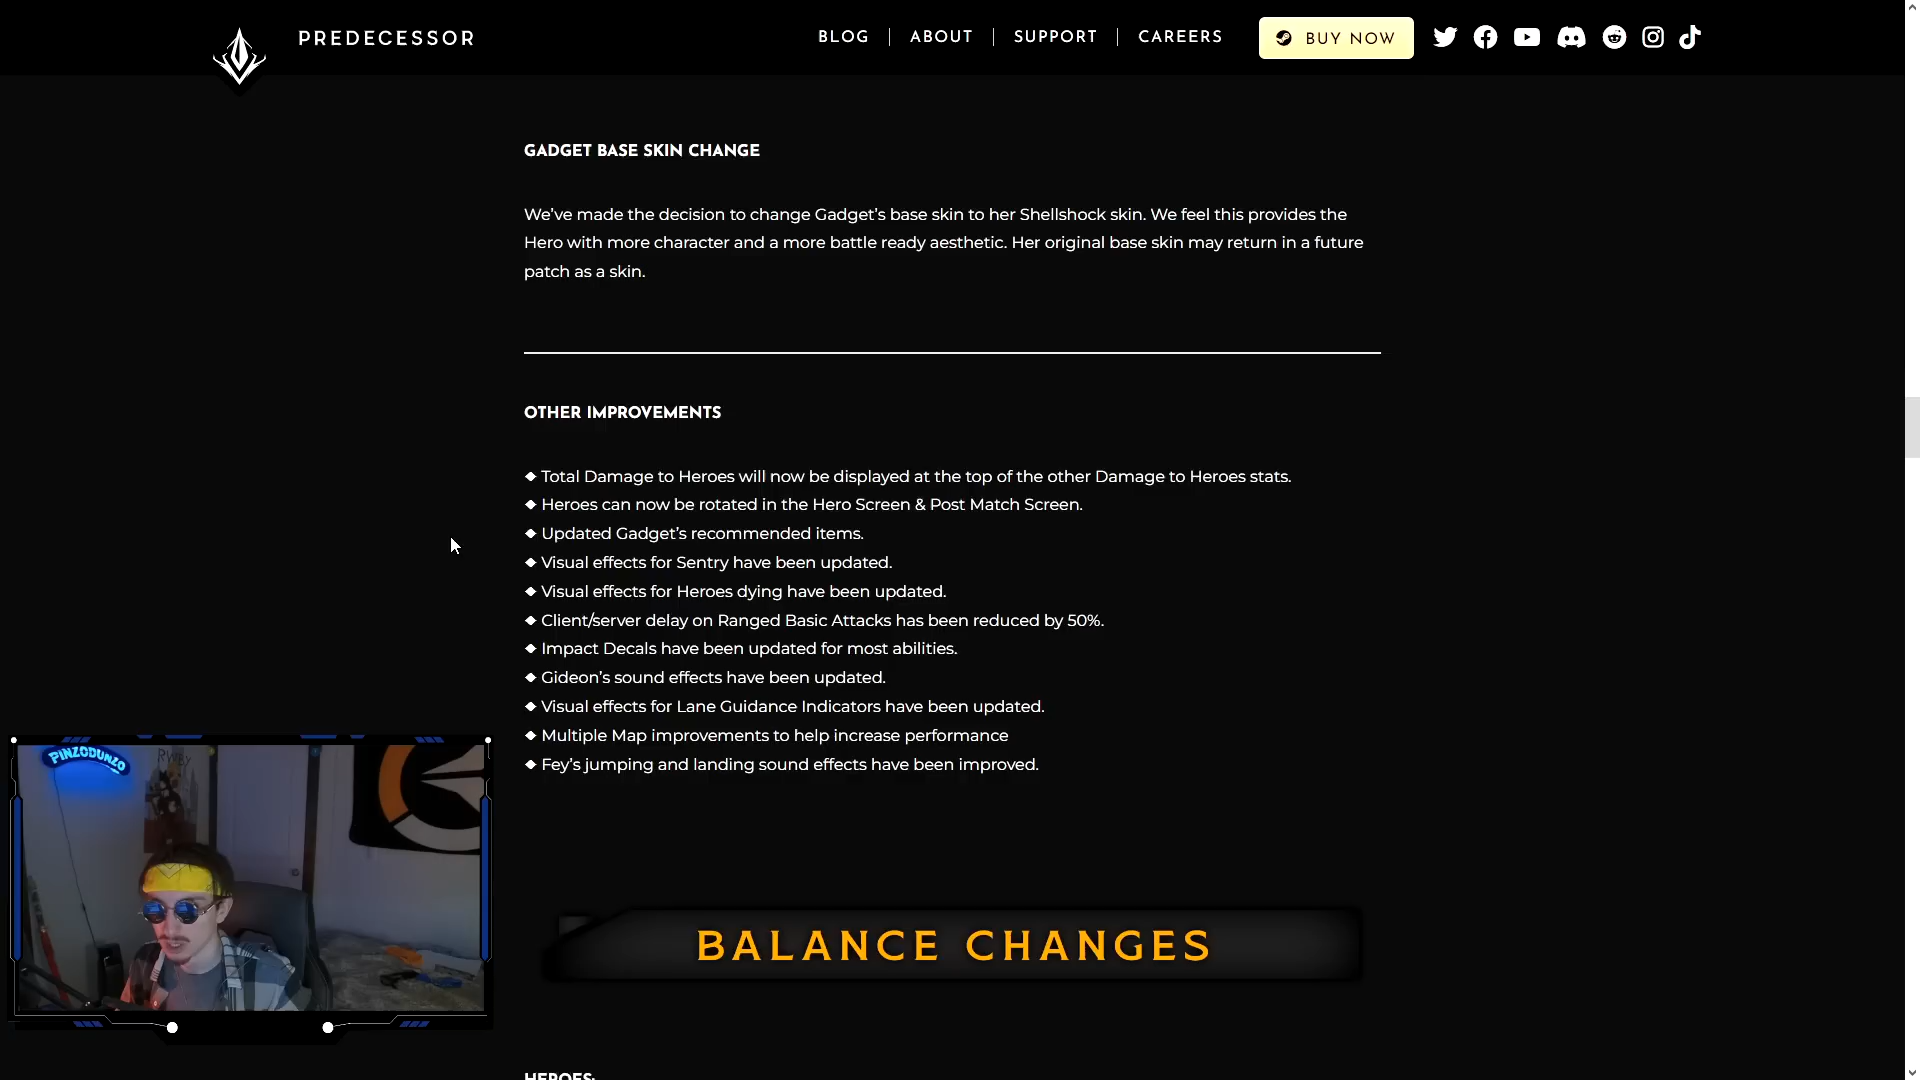 PREDECESSOR
BLOG
ABOUT
SUPPORT
CAREERS
BUY NOW
GADGET BASE SKIN CHANGE
We've made the decision to change Gadget's base skin to her Shellshock skin. We feel this provides the
Hero with more character and a more battle ready aesthetic. Her original base skin may return in a future
patch as a skin.
OTHER IMPROVEMENTS
◆ Total Damage to Heroes will now be displayed at the top of the other Damage to Heroes stats.
◆ Heroes can now be rotated in the Hero Screen & Post Match Screen.
◆ Updated Gadget's recommended items.
◆ Visual effects for Sentry have been updated.
◆ Visual effects for Heroes dying have been updated.
◆ Client/server delay on Ranged Basic Attacks has been reduced by 50%.
◆ Impact Decals have been updated for most abilities.
◆ Gideon's sound effects have been updated.
◆ Visual effects for Lane Guidance Indicators have been updated.
◆ Multiple Map improvements to help increase performance
◆ Fey's jumping and landing sound effects have been improved.
PINZODUNZO
RWBY
BALANCE CHANGES
HEROES: